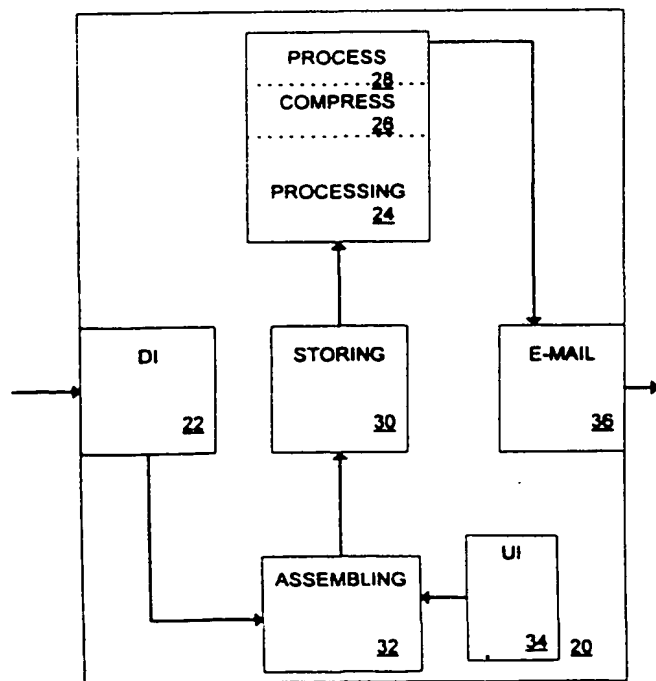 PROCESS
28
COMPRESS
26
PROCESSING
24
DI
22
STORING
30
E-MAIL
36
ASSEMBLING
32
UI
34
20